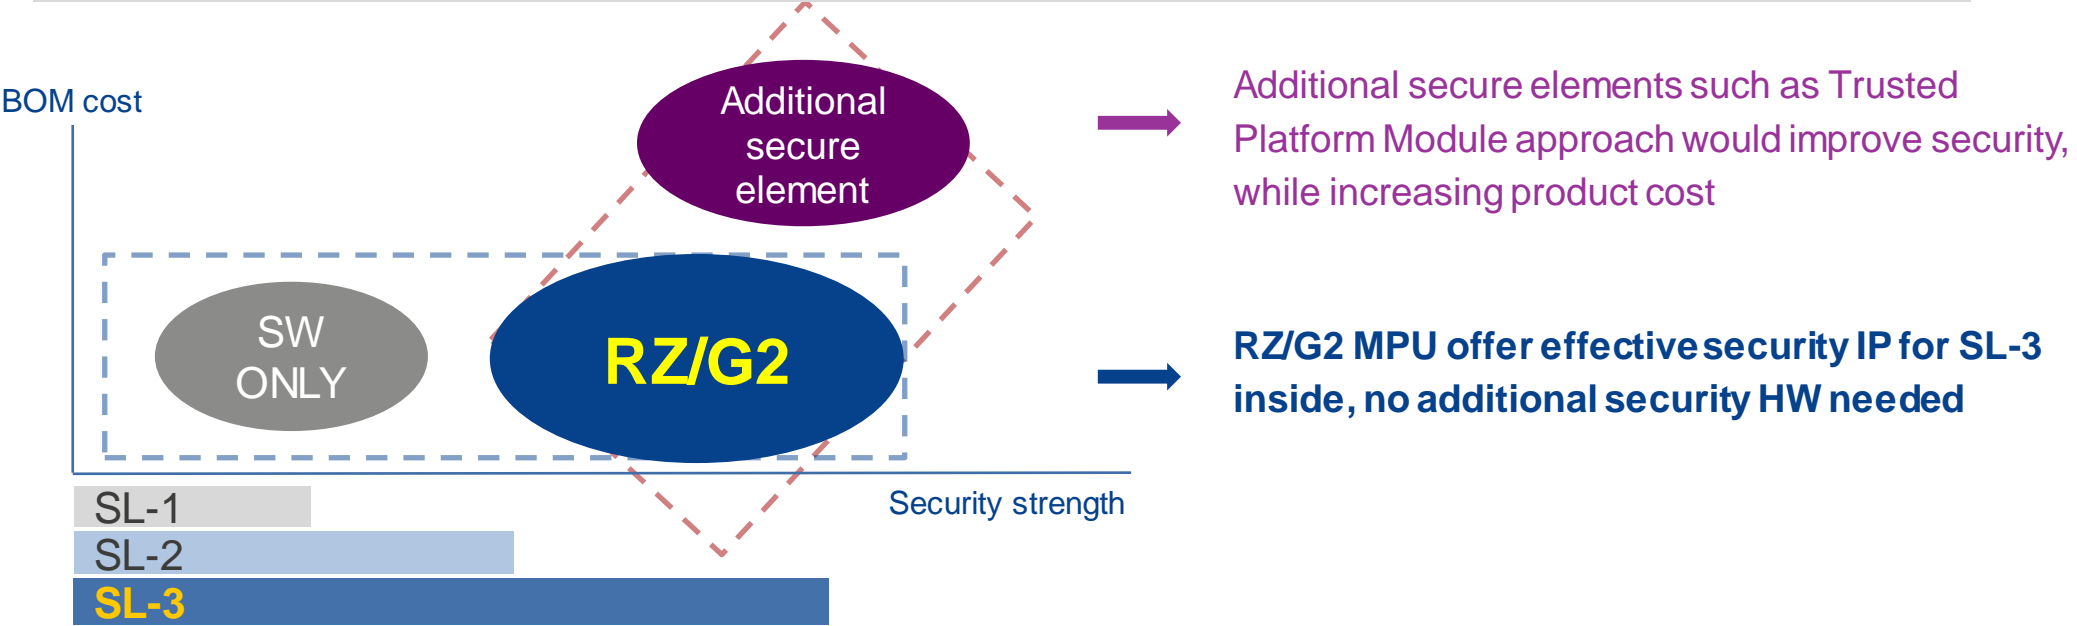 BOM cost
Additional
secure
element
SW
ONLY
RZ/G2
Security strength
SL-1
SL-2
SL-3
Additional secure elements such as Trusted
Platform Module approach would improve security,
while increasing product cost
RZ/G2 MPU offer effective security IP for SL-3
inside, no additional security HW needed